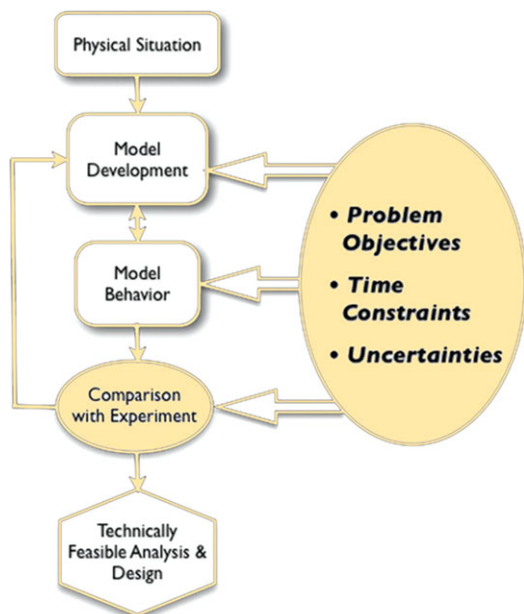 Physical Situation
Model
Development
Model
Behavior
Comparison
with Experiment
Technically
Feasible Analysis &
Design
• Problem
Objectives
• Time
Constraints
• Uncertainties